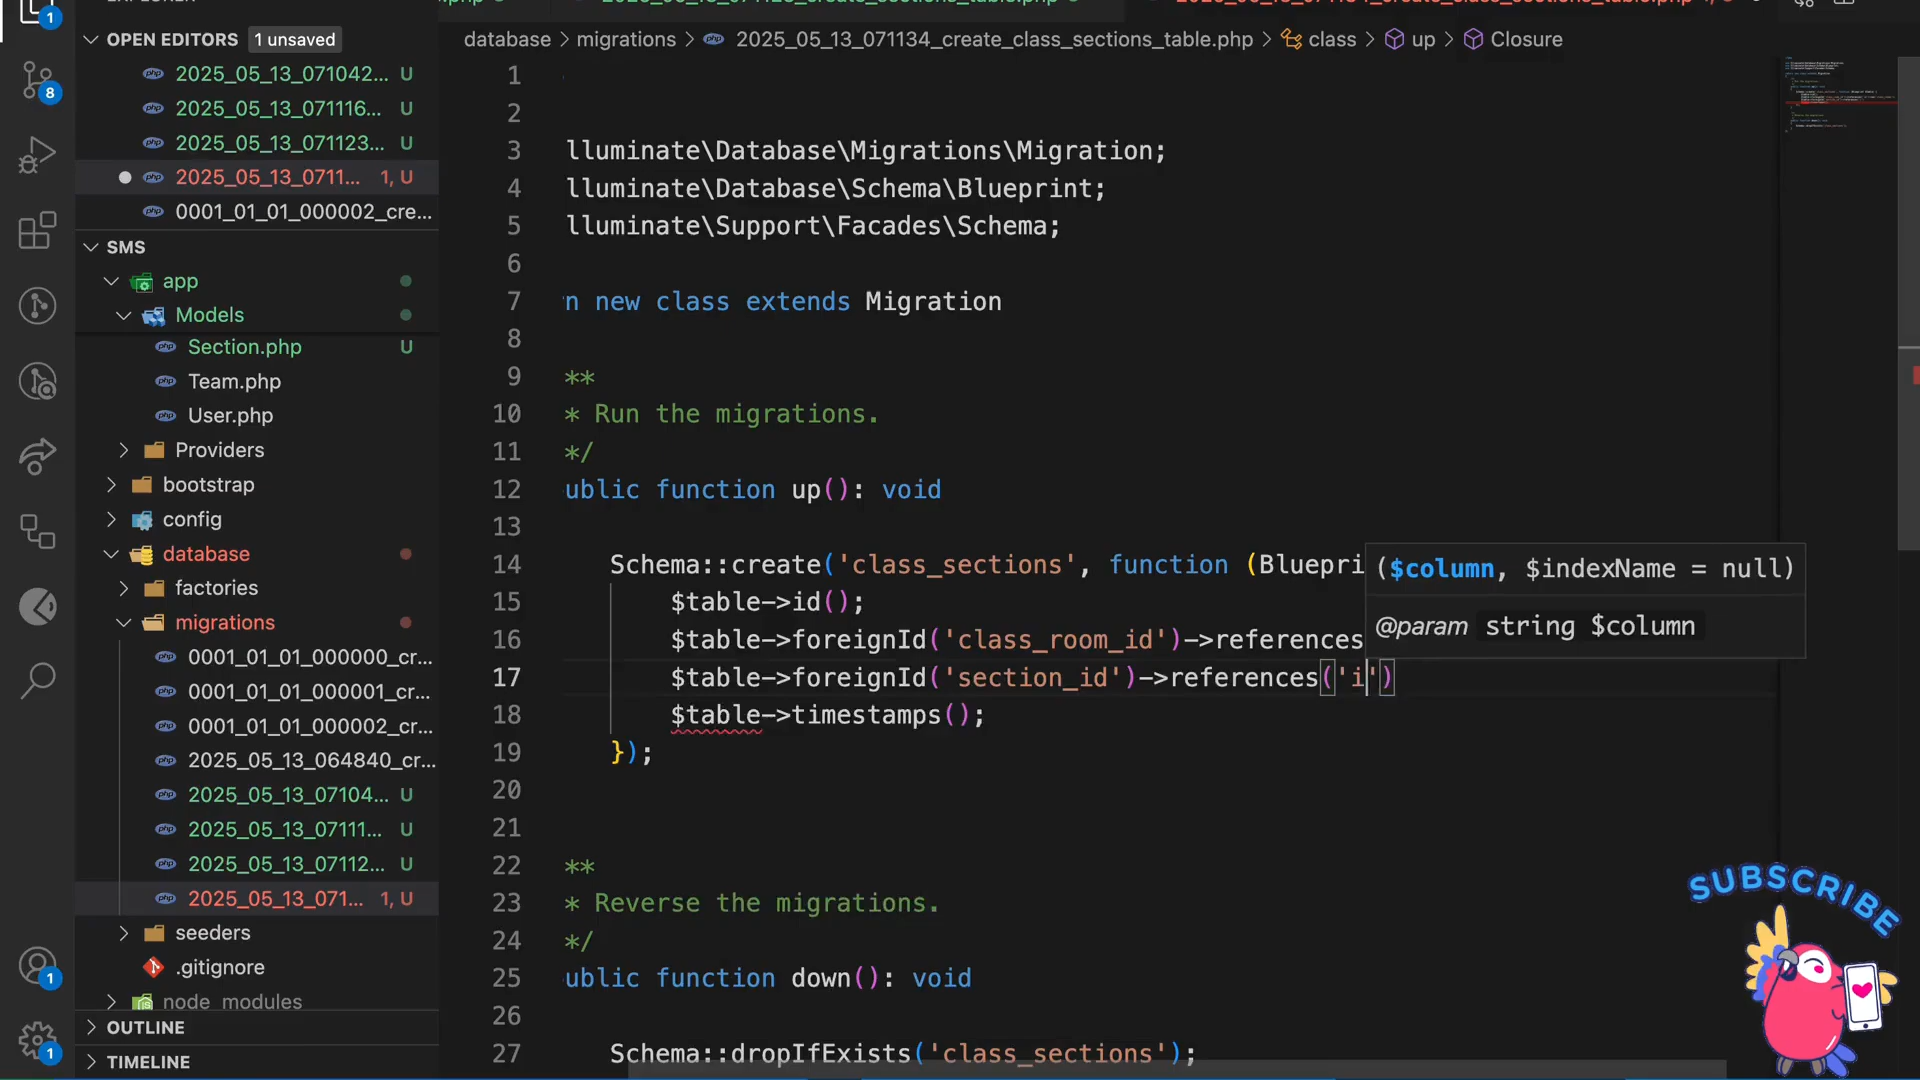 OPEN EDITORS 1 unsaved
2025_05_13_071042... U
2025_05_13_071116... U
2025_05_13_071123... U
2025_05_13_0711... 1, U
0001_01_01_000002_cre...
SMS
app
Models
Section.php U
Team.php
User.php
Providers
bootstrap
config
database
factories
migrations
0001_01_01_000000_cr...
0001_01_01_000001_cr...
0001_01_01_000002_cr...
2025_05_13_064840_cr...
2025_05_13_07104... U
2025_05_13_07111... U
2025_05_13_07112... U
2025_05_13_071... 1, U
seeders
.gitignore
node_modules
OUTLINE
TIMELINE
1
8
1
1
database > migrations > 2025_05_13_071134_create_class_sections_table.php > class > up > Closure
1
2
3 lluminate\Database\Migrations\Migration;
4 lluminate\Database\Schema\Blueprint;
5 lluminate\Support\Facades\Schema;
6
7 n new class extends Migration
8
9 **
10 * Run the migrations.
11 */
12 ublic function up(): void
13
14 Schema::create('class_sections', function (Bluepri
15 $table->id();
16 $table->foreignId('class_room_id')->references
17 $table->foreignId('section_id')->references('i')
18 $table->timestamps();
19 });
20
21
22 **
23 * Reverse the migrations.
24 */
25 ublic function down(): void
26
27 Schema::dropIfExists('class_sections');
($column, $indexName = null)
@param string $column
SUBSCRIBE